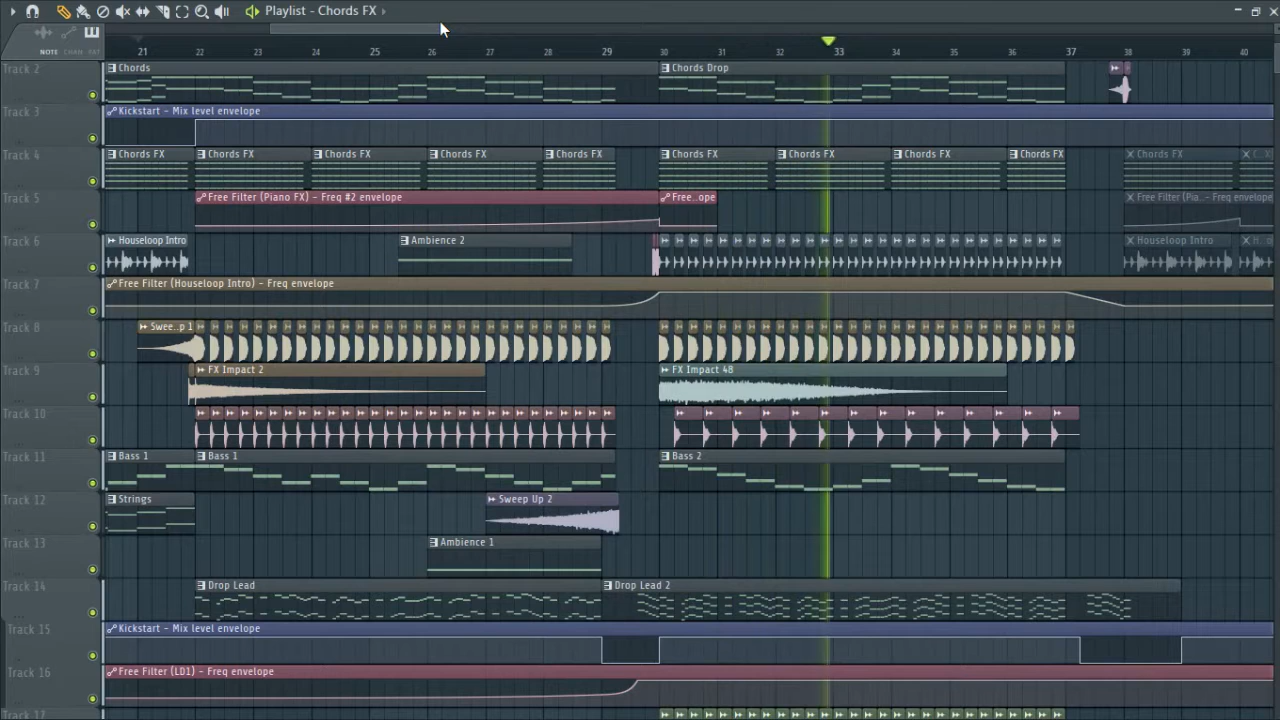 Playlist - Chords FX
NOTE CHAN PAT
21 22 23 24 25 26 27 28 29 30 31 32 33 34 35 36 37 38 39 40
Track 2
Chords
Chords Drop
Track 3
Kickstart - Mix level envelope
Track 4
Chords FX
Chords FX
Chords FX
Chords FX
Chords FX
Chords FX
Chords FX
Chords FX
Chords FX
Chords FX
Track 5
Free Filter (Piano FX) - Freq #2 envelope
Free..ope
Free Filter (Pia.. - Freq envelope
Track 6
Houseloop Intro
Ambience 2
Houseloop Intro
Track 7
Free Filter (Houseloop Intro) - Freq envelope
Track 8
Swee..p 1
Track 9
FX Impact 2
FX Impact 48
Track 10
Track 11
Bass 1
Bass 1
Bass 2
Track 12
Strings
Sweep Up 2
Track 13
Ambience 1
Track 14
Drop Lead
Drop Lead 2
Track 15
Kickstart - Mix level envelope
Track 16
Free Filter (LD1) - Freq envelope
Track 17